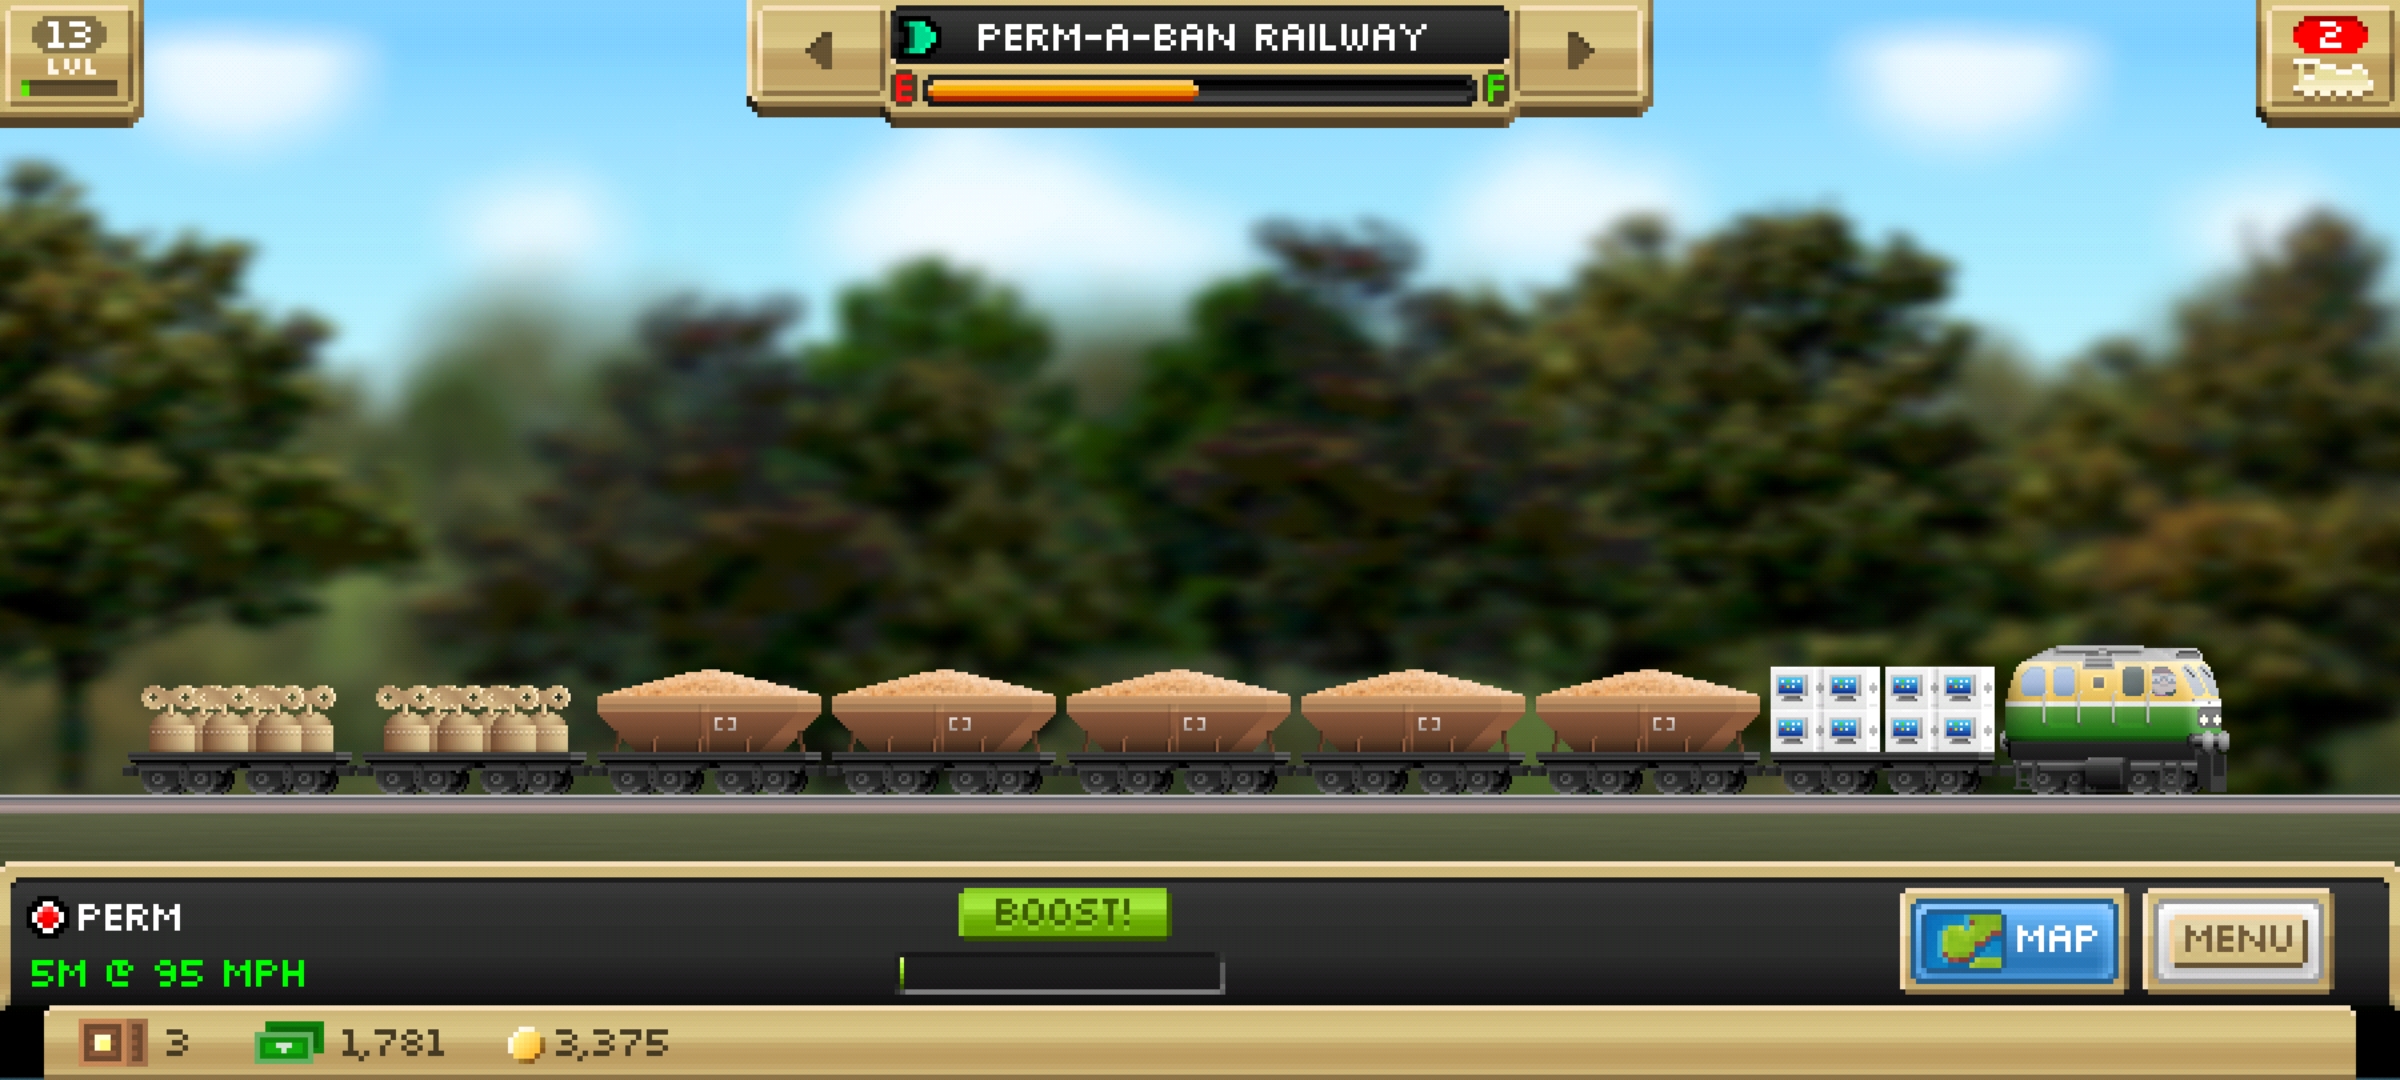 13
LVL
PERM-A-BAN RAILWAY
E F
2
PERM
5M @ 95 MPH
BOOST!
MAP
MENU
3
1,781
3,375